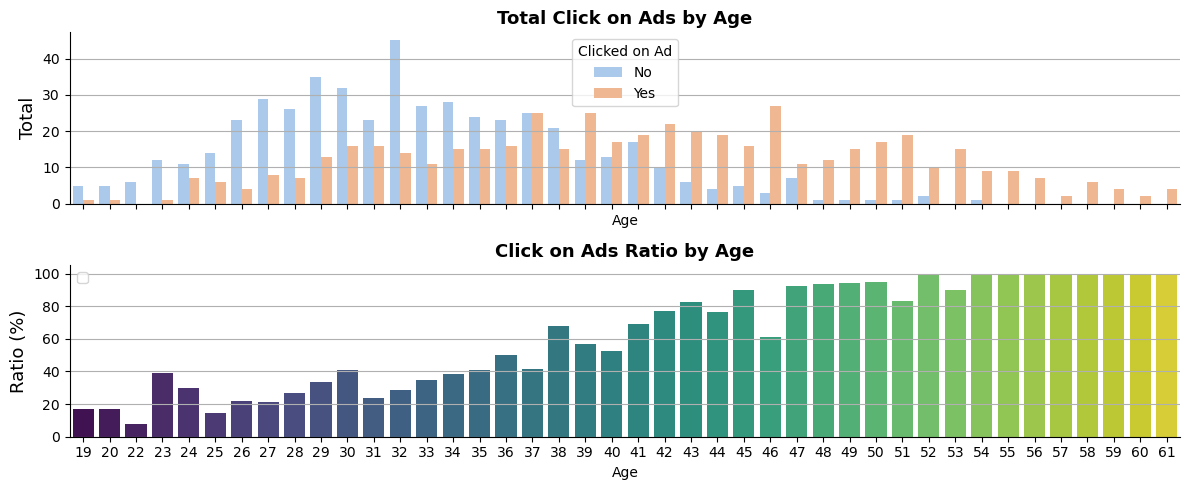 Total Click on Ads by Age
Total
40
30
20
10
0
Clicked on Ad
No
Yes
Age
Click on Ads Ratio by Age
Ratio (%)
100
80
60
40
20
0
19 20 21 22 23 24 25 26 27 28 29 30 31 32 33 34 35 36 37 38 39 40 41 42 43 44 45 46 47 48 49 50 51 52 53 54 55 56 57 58 59 60 61
Age